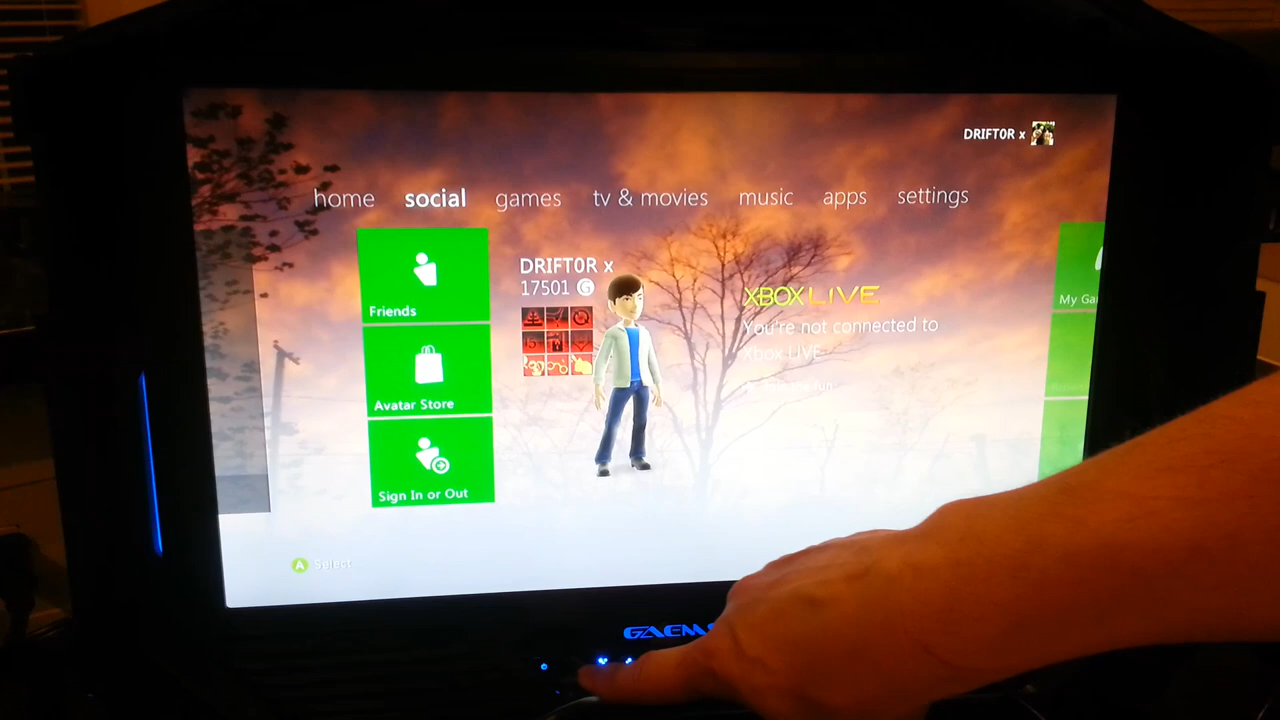 DRIFT0R x
home social games tv & movies music apps settings
Friends
Avatar Store
Sign In or Out
DRIFT0R x
17501 G
XBOX LIVE
You're not connected to
Xbox LIVE
fun
My Ga
A Select
GAEMS